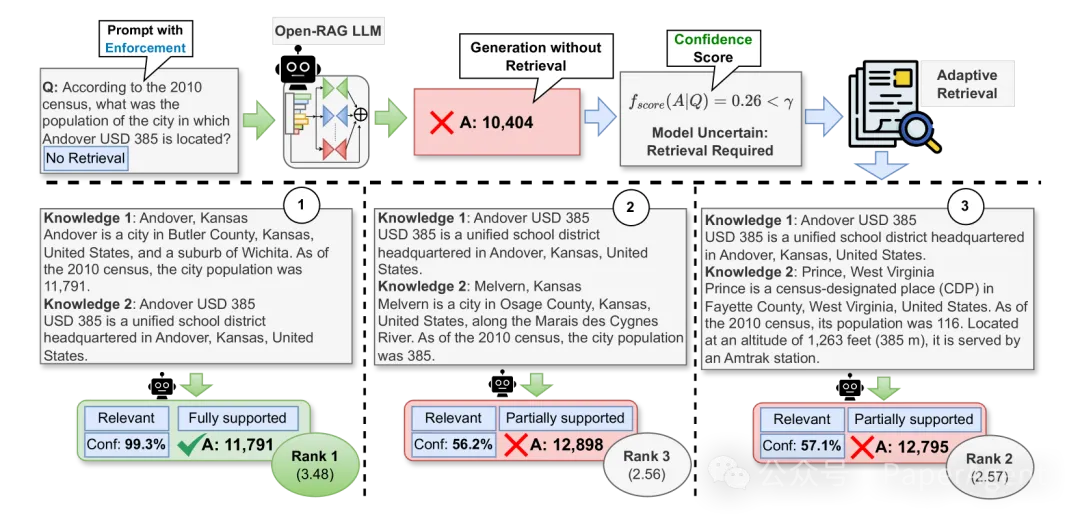 Prompt with
Enforcement
Open-RAG LLM
Generation without
Retrieval
Confidence
Score
Adaptive
Retrieval
Q: According to the 2010
census, what was the
population of the city in which
Andover USD 385 is located?
No Retrieval
A: 10,404
fscore(A|Q) = 0.26 < γ
Model Uncertain:
Retrieval Required
1
Knowledge 1: Andover, Kansas
Andover is a city in Butler County, Kansas,
United States, and a suburb of Wichita. As of
the 2010 census, the city population was
11,791.
Knowledge 2: Andover USD 385
USD 385 is a unified school district
headquartered in Andover, Kansas, United
States.
Relevant
Fully supported
Conf: 99.3%
A: 11,791
Rank 1
(3.48)
2
Knowledge 1: Andover USD 385
USD 385 is a unified school district
headquartered in Andover, Kansas, United
States.
Knowledge 2: Melvern, Kansas
Melvern is a city in Osage County, Kansas,
United States, along the Marais des Cygnes
River. As of the 2010 census, the city population
was 385.
Relevant
Partially supported
Conf: 56.2%
A: 12,898
Rank 3
(2.56)
3
Knowledge 1: Andover USD 385
USD 385 is a unified school district headquartered
in Andover, Kansas, United States.
Knowledge 2: Prince, West Virginia
Prince is a census-designated place (CDP) in
Fayette County, West Virginia, United States. As of
the 2010 census, its population was 116. Located
at an altitude of 1,263 feet (385 m), it is served by
an Amtrak station.
Relevant
Partially supported
Conf: 57.1%
A: 12,795
Rank 2
(2.57)
公众号